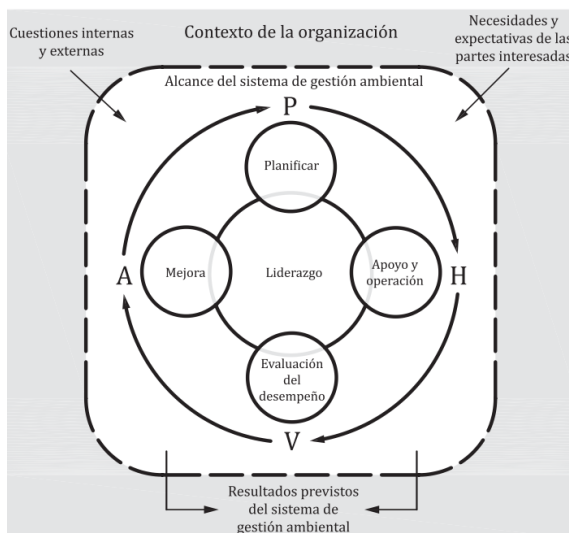 Cuestiones internas
y externas
Contexto de la organización
Necesidades y
expectativas de las
partes interesadas
Alcance del sistema de gestión ambiental
P
Planificar
A
Mejora
Liderazgo
Apoyo y
operación
H
Evaluación
del
desempeño
V
Resultados previstos
del sistema de
gestión ambiental